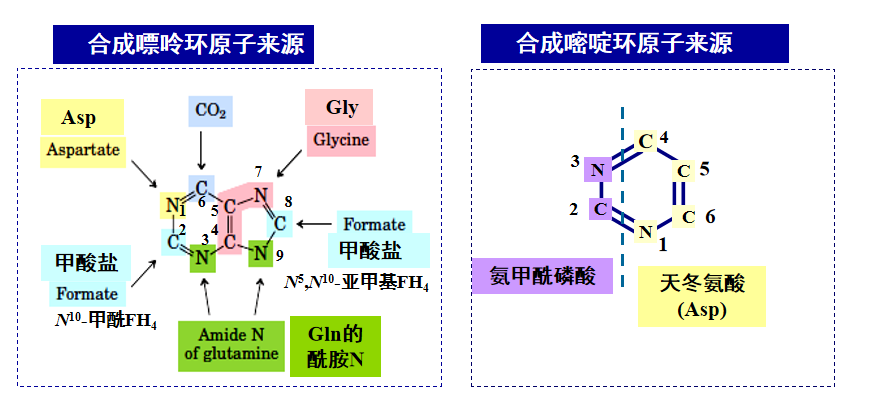 合成嘌呤环原子来源
Asp
Aspartate
CO₂
Gly
Glycine
7
N
8
C
Formate
甲酸盐
N⁵,N¹⁰-亚甲基FH₄
N
1
C
6
5
C
2
C
3
N
4
C
N
9
甲酸盐
Formate
N¹⁰-甲酰FH₄
Amide N
of glutamine
Gln的
酰胺N
合成嘧啶环原子来源
C
4
3
N
C
5
2
C
C
6
N
1
氨甲酰磷酸
天冬氨酸
(Asp)